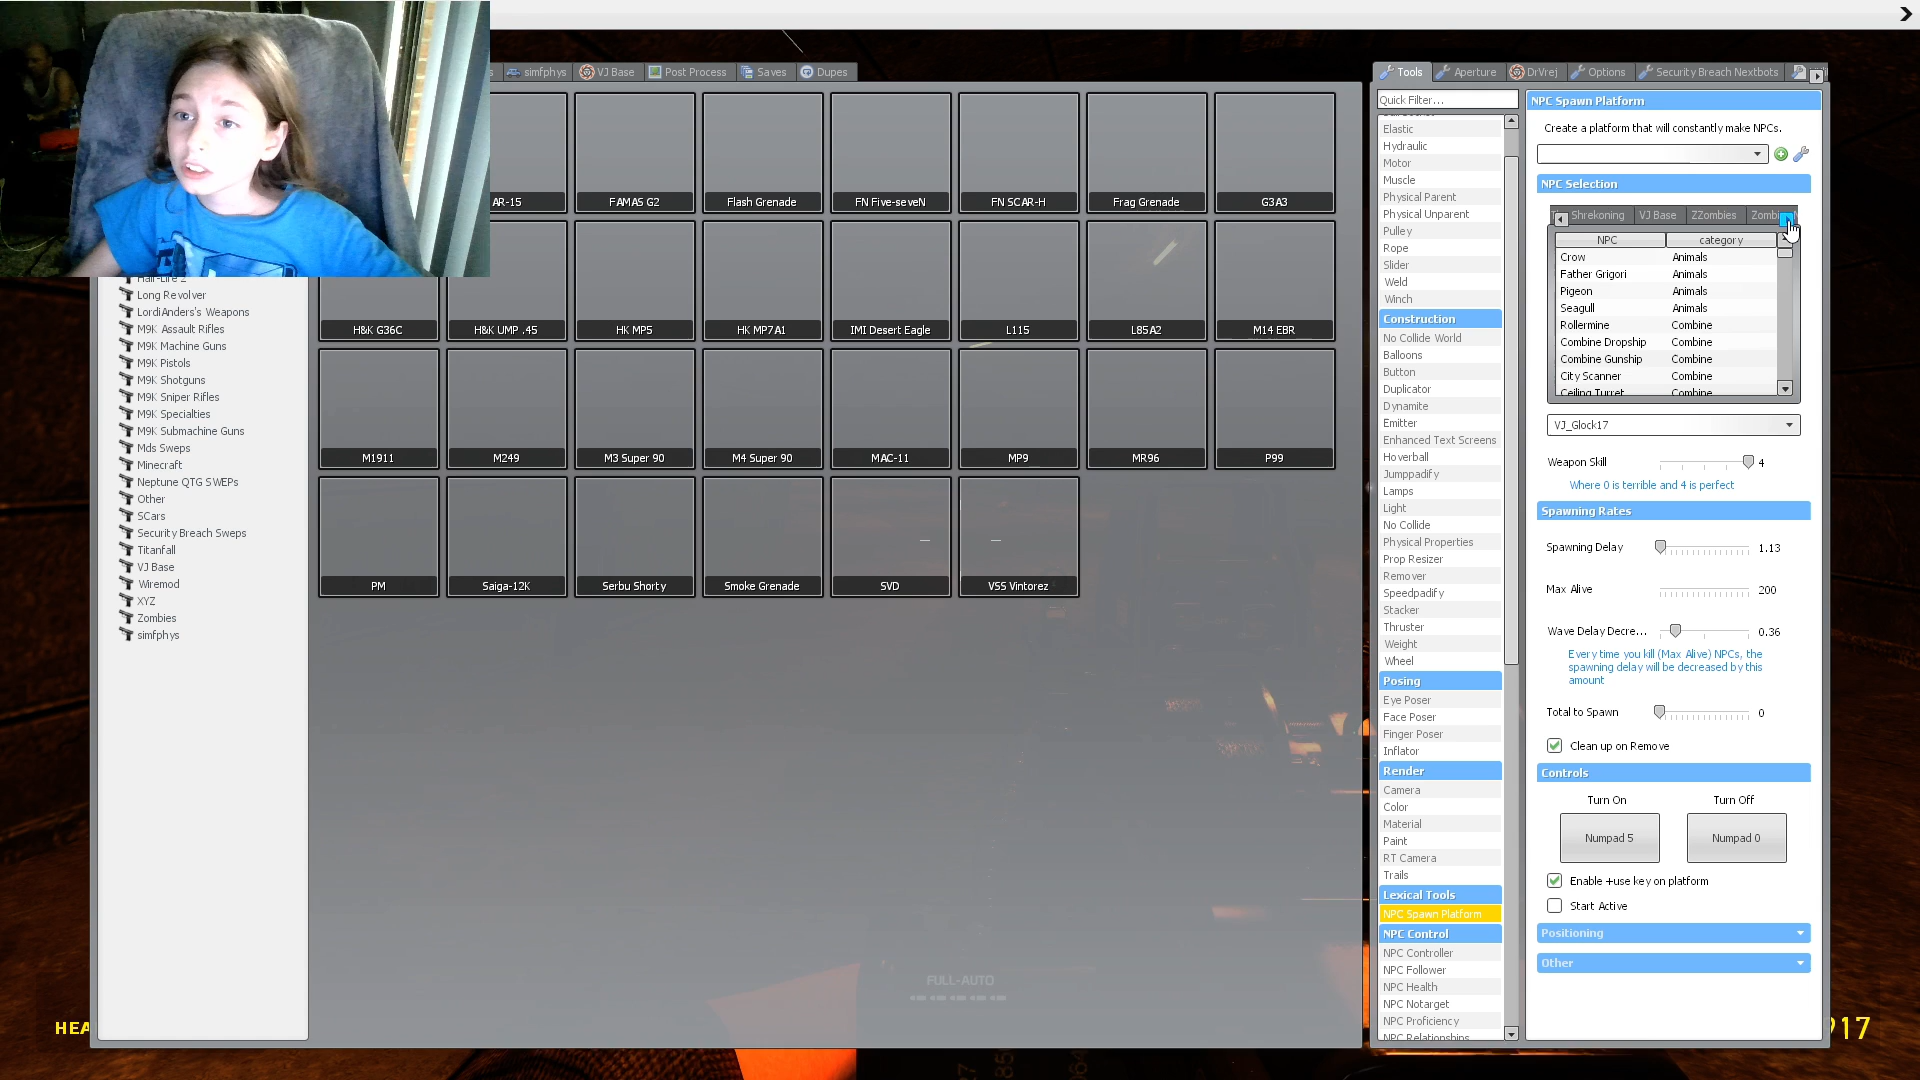 simfphys VJ Base Post Process Saves Dupes
Tools Aperture DrVrej Options Security Breach Nextbots
AR-15 FAMAS G2 Flash Grenade FN Five-seveN FN SCAR-H Frag Grenade G3A3
H&K G36C H&K UMP .45 HK MP5 HK MP7A1 IMI Desert Eagle L115 L85A2 M14 EBR
M1911 M249 M3 Super 90 M4 Super 90 MAC-11 MP9 MR96 P99
PM Saiga-12K Serbu Shorty Smoke Grenade SVD VSS Vintorez
FULL-AUTO
Half-Life 2
Long Revolver
LordiAnders's Weapons
M9K Assault Rifles
M9K Machine Guns
M9K Pistols
M9K Shotguns
M9K Sniper Rifles
M9K Specialties
M9K Submachine Guns
Mds Sweps
Minecraft
Neptune QTG SWEPs
Other
SCars
Security Breach Sweps
Titanfall
VJ Base
Wiremod
XYZ
Zombies
simfphys
Quick Filter...
Elastic
Hydraulic
Motor
Muscle
Physical Parent
Physical Unparent
Pulley
Rope
Slider
Weld
Winch
Construction
No Collide World
Balloons
Button
Duplicator
Dynamite
Emitter
Enhanced Text Screens
Hoverball
Jumppadify
Lamps
Light
No Collide
Physical Properties
Prop Resizer
Remover
Speedpadify
Stacker
Thruster
Weight
Wheel
Posing
Eye Poser
Face Poser
Finger Poser
Inflator
Render
Camera
Color
Material
Paint
RT Camera
Trails
Lexical Tools
NPC Spawn Platform
NPC Control
NPC Controller
NPC Follower
NPC Health
NPC Notarget
NPC Proficiency
NPC Relationships
NPC Spawn Platform
Create a platform that will constantly make NPCs.
NPC Selection
Shrekoning VJ Base ZZombies
NPC category
Crow Animals
Father Grigori Animals
Pigeon Animals
Seagull Animals
Rollermine Combine
Combine Dropship Combine
Combine Gunship Combine
City Scanner Combine
Ceiling Turret Combine
VJ_Glock17
Weapon Skill 4
Where 0 is terrible and 4 is perfect
Spawning Rates
Spawning Delay 1.13
Max Alive 200
Wave Delay Decre... 0.36
Every time you kill (Max Alive) NPCs, the
spawning delay will be decreased by this
amount
Total to Spawn 0
Clean up on Remove
Controls
Turn On Turn Off
Numpad 5 Numpad 0
Enable +use key on platform
Start Active
Positioning
Other
HEA